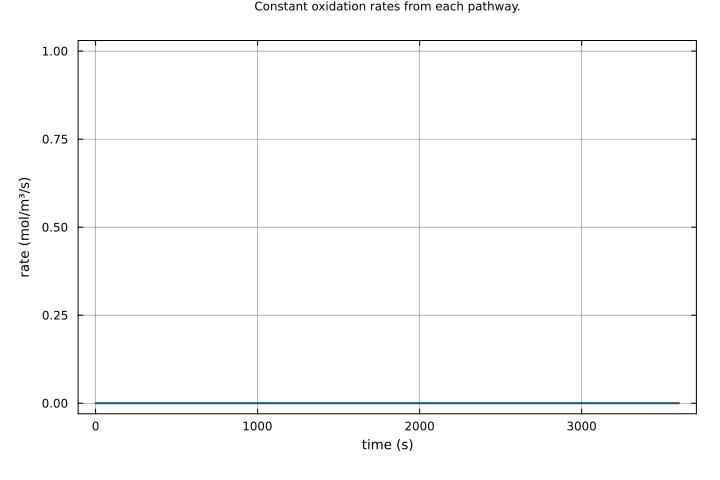 Constant oxidation rates from each pathway.
1.00
0.75
0.50
0.25
0.00
rate (mol/m³/s)
0 1000 2000 3000
time (s)